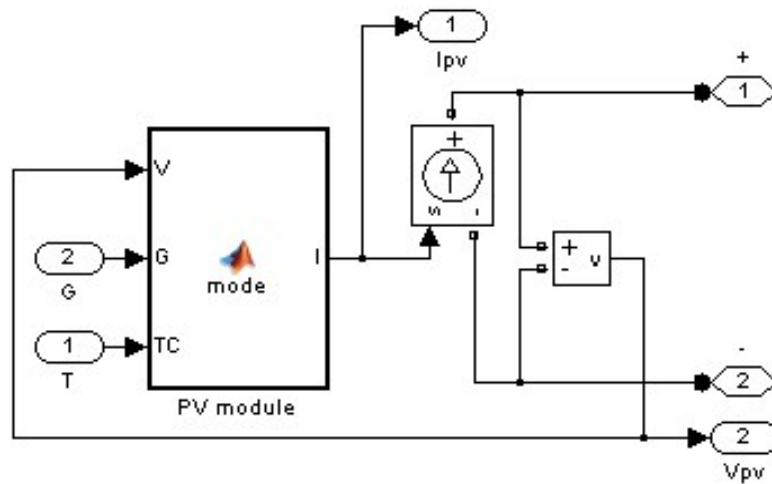 1
Ipv
+
1
V
+
s
-
2
G
G
mode
I
+
-
v
1
T
TC
PV module
-
2
2
Vpv